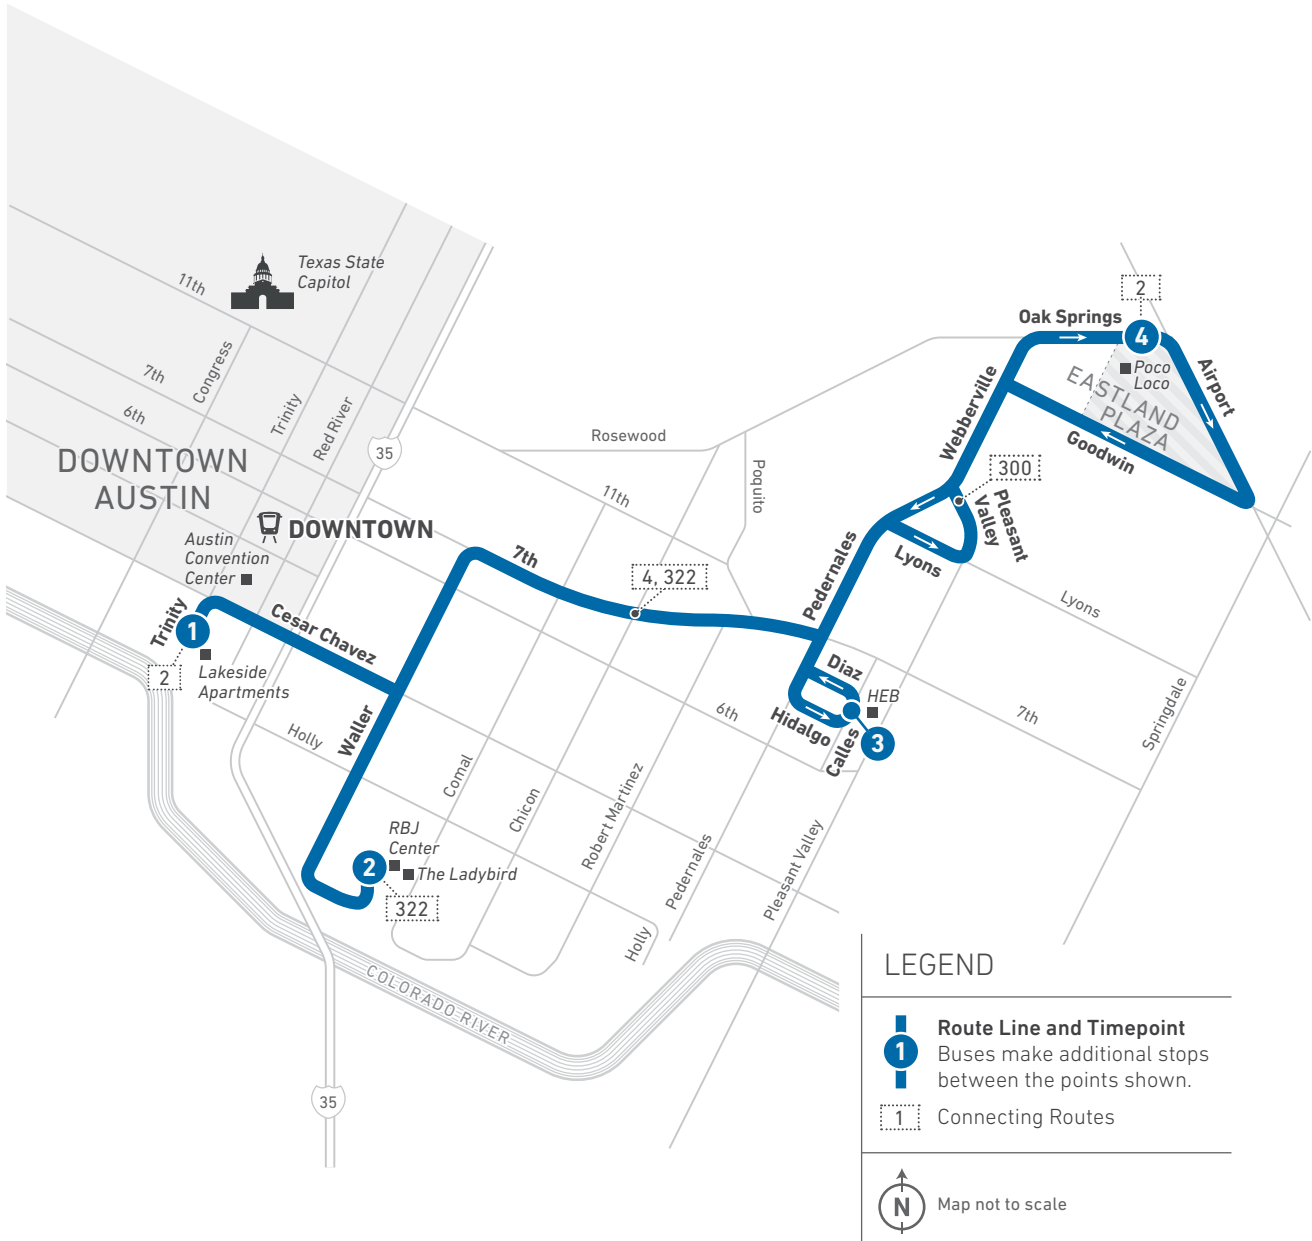 Texas State
Capitol
11th
7th
6th
Congress
Trinity
Red River
35
DOWNTOWN
AUSTIN
DOWNTOWN
Austin
Convention
Center
Trinity
1
2
Lakeside
Apartments
Cesar Chavez
Holly
Waller
7th
4, 322
Rosewood
11th
Poquito
Comal
Chicon
Robert Martinez
6th
Pedernales
Pleasant Valley
Holly
RBJ
Center
2
The Ladybird
322
COLORADO RIVER
35
2
Oak Springs
4
Poco
Loco
EASTLAND
PLAZA
Airport
Goodwin
Webberville
300
Pleasant
Valley
Lyons
Lyons
Pedernales
Diaz
HEB
Hidalgo
Calles
3
7th
Springdale
LEGEND
1
Route Line and Timepoint
Buses make additional stops
between the points shown.
1
Connecting Routes
N
Map not to scale